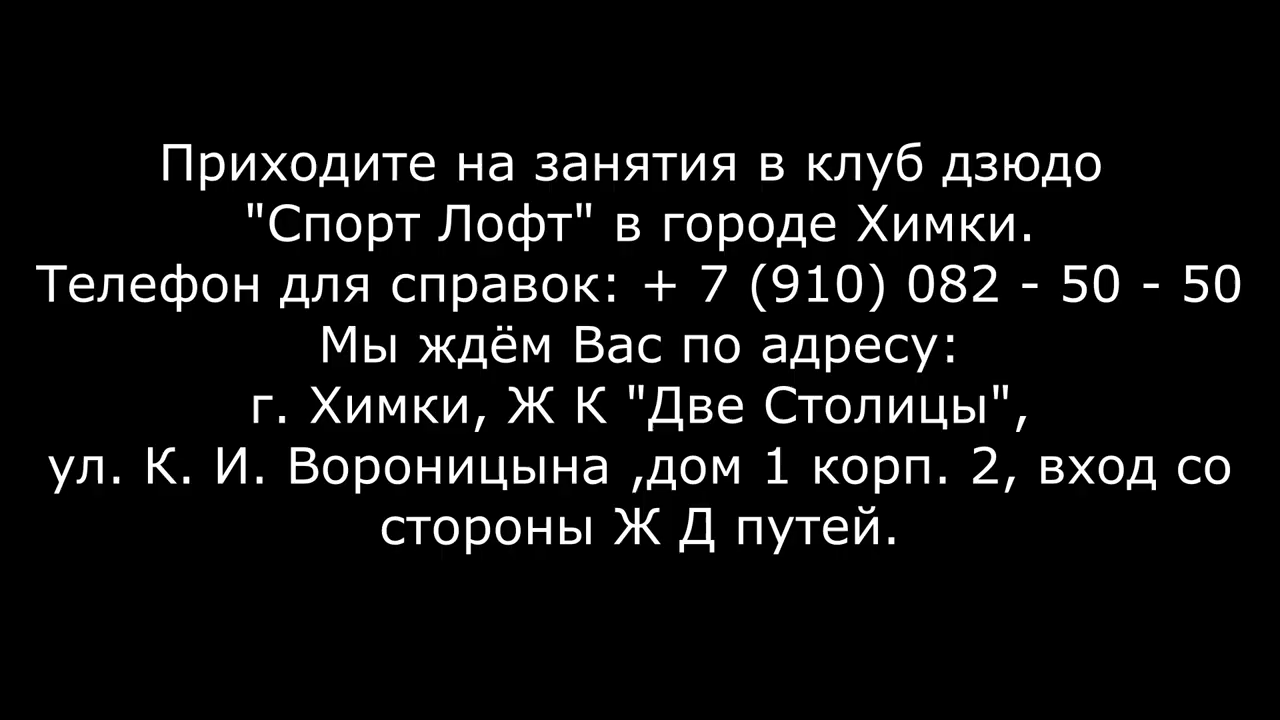 Приходите на занятия в клуб дзюдо
"Спорт Лофт" в городе Химки.
Телефон для справок: + 7 (910) 082 - 50 - 50
Мы ждём Вас по адресу:
г. Химки, Ж К "Две Столицы",
ул. К. И. Вороницына ,дом 1 корп. 2, вход со
стороны Ж Д путей.